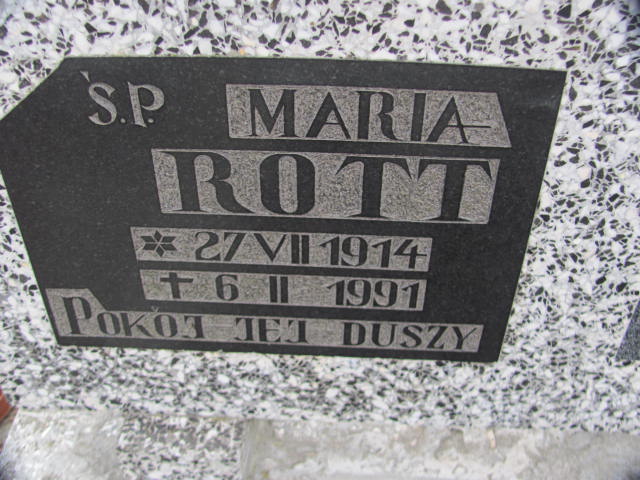 Ś.P. MARIA
ROTT
* 27 VII 1914
† 6 II 1991
POKÓJ JEJ DUSZY